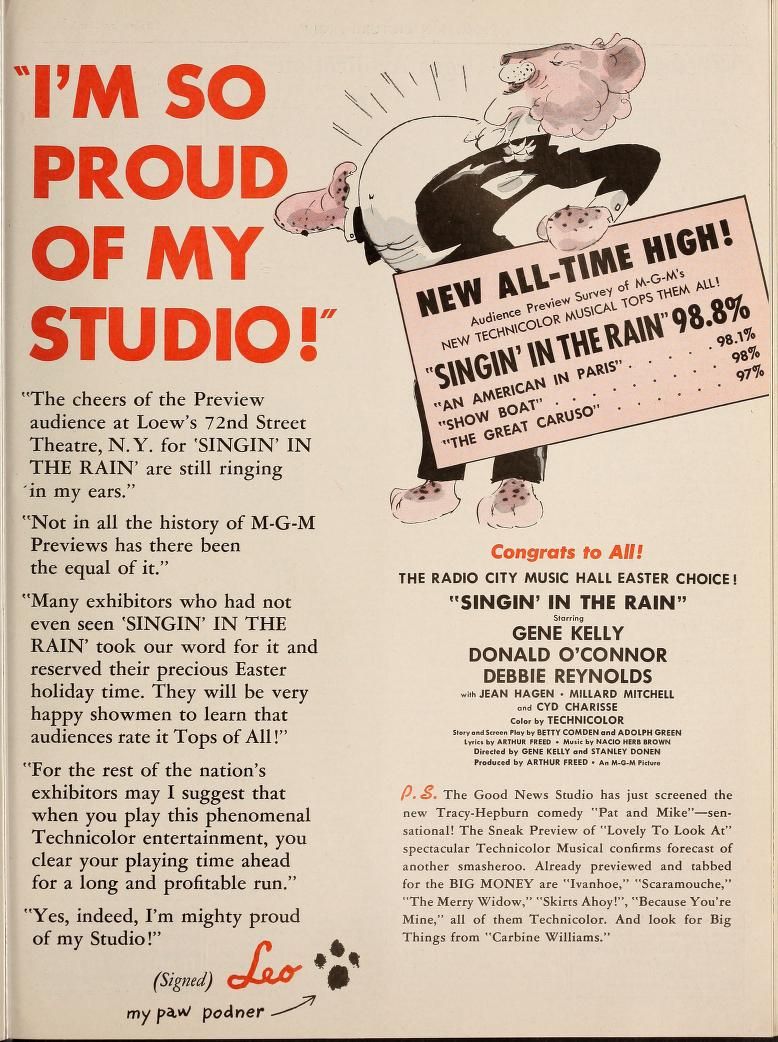 "I'M SO
PROUD
OF MY
STUDIO!"
"The cheers of the Preview
audience at Loew's 72nd Street
Theatre, N.Y. for 'SINGIN' IN
THE RAIN' are still ringing
in my ears."
"Not in all the history of M-G-M
Previews has there been
the equal of it."
"Many exhibitors who had not
even seen 'SINGIN' IN THE
RAIN' took our word for it and
reserved their precious Easter
holiday time. They will be very
happy showmen to learn that
audiences rate it Tops of All!"
"For the rest of the nation's
exhibitors may I suggest that
when you play this phenomenal
Technicolor entertainment, you
clear your playing time ahead
for a long and profitable run."
"Yes, indeed, I'm mighty proud
of my Studio!"
(Signed) Leo
my paw podner
NEW ALL-TIME HIGH!
Audience Preview Survey of M-G-M's
NEW TECHNICOLOR MUSICAL TOPS THEM ALL!
"SINGIN' IN THE RAIN" 98.8%
"AN AMERICAN IN PARIS" . . . . . 98.1%
"SHOW BOAT" . . . . . . . . 98%
"THE GREAT CARUSO" . . . . . . 97%
Congrats to All!
THE RADIO CITY MUSIC HALL EASTER CHOICE!
"SINGIN' IN THE RAIN"
Starring
GENE KELLY
DONALD O'CONNOR
DEBBIE REYNOLDS
with JEAN HAGEN • MILLARD MITCHELL
and CYD CHARISSE
Color by TECHNICOLOR
Story and Screen Play by BETTY COMDEN and ADOLPH GREEN
Lyrics by ARTHUR FREED • Music by NACIO HERB BROWN
Directed by GENE KELLY and STANLEY DONEN
Produced by ARTHUR FREED • An M-G-M Picture
P.S. The Good News Studio has just screened the
new Tracy-Hepburn comedy "Pat and Mike"—sen-
sational! The Sneak Preview of "Lovely To Look At"
spectacular Technicolor Musical confirms forecast of
another smasheroo. Already previewed and tabbed
for the BIG MONEY are "Ivanhoe," "Scaramouche,"
"The Merry Widow," "Skirts Ahoy!", "Because You're
Mine," all of them Technicolor. And look for Big
Things from "Carbine Williams."